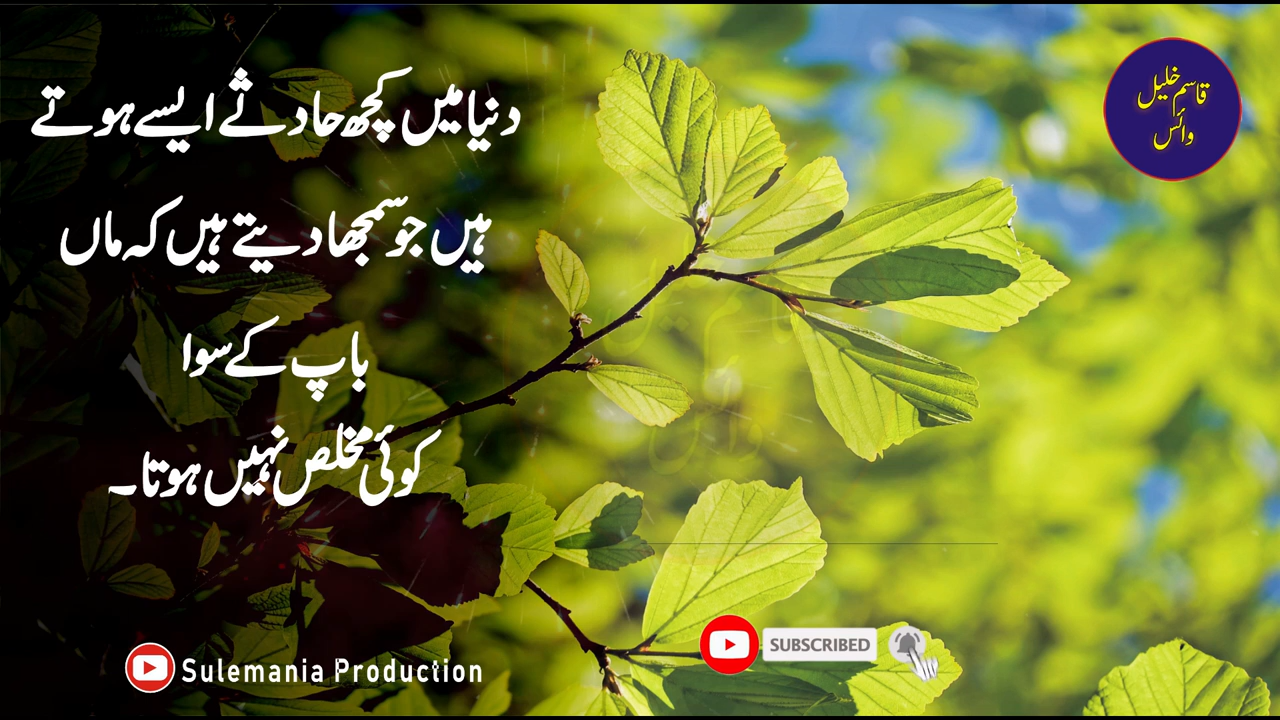 دنیا میں کچھ حادثے ایسے ہوتے
ہیں جو سمجھا دیتے ہیں کہ ماں
باپ کے سوا
کوئی مخلص نہیں ہوتا۔
قاسم خلیل
وائس
Sulemania Production
SUBSCRIBED